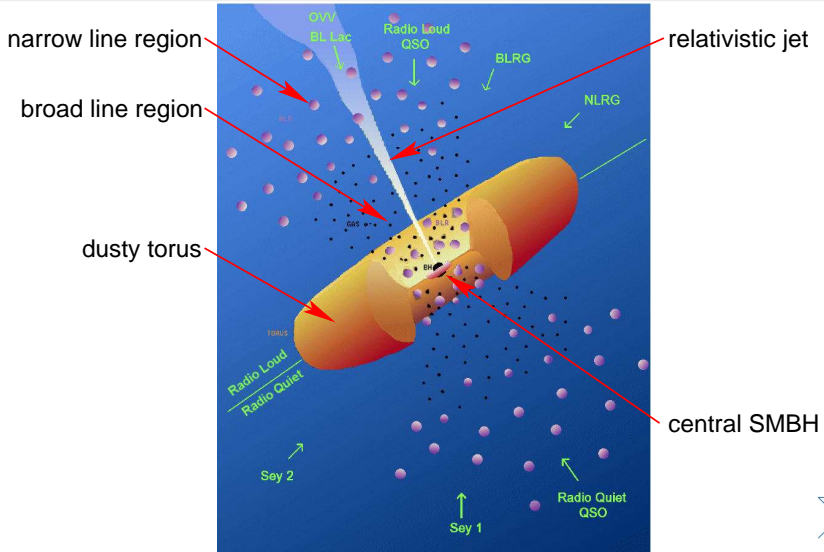 narrow line region
broad line region
dusty torus
relativistic jet
central SMBH
OVV
BL Lac
Radio Loud
QSO
BLRG
NLRG
NLR
GAS
BLR
BH
TORUS
Radio Loud
Radio Quiet
Sey 2
Sey 1
Radio Quiet
QSO